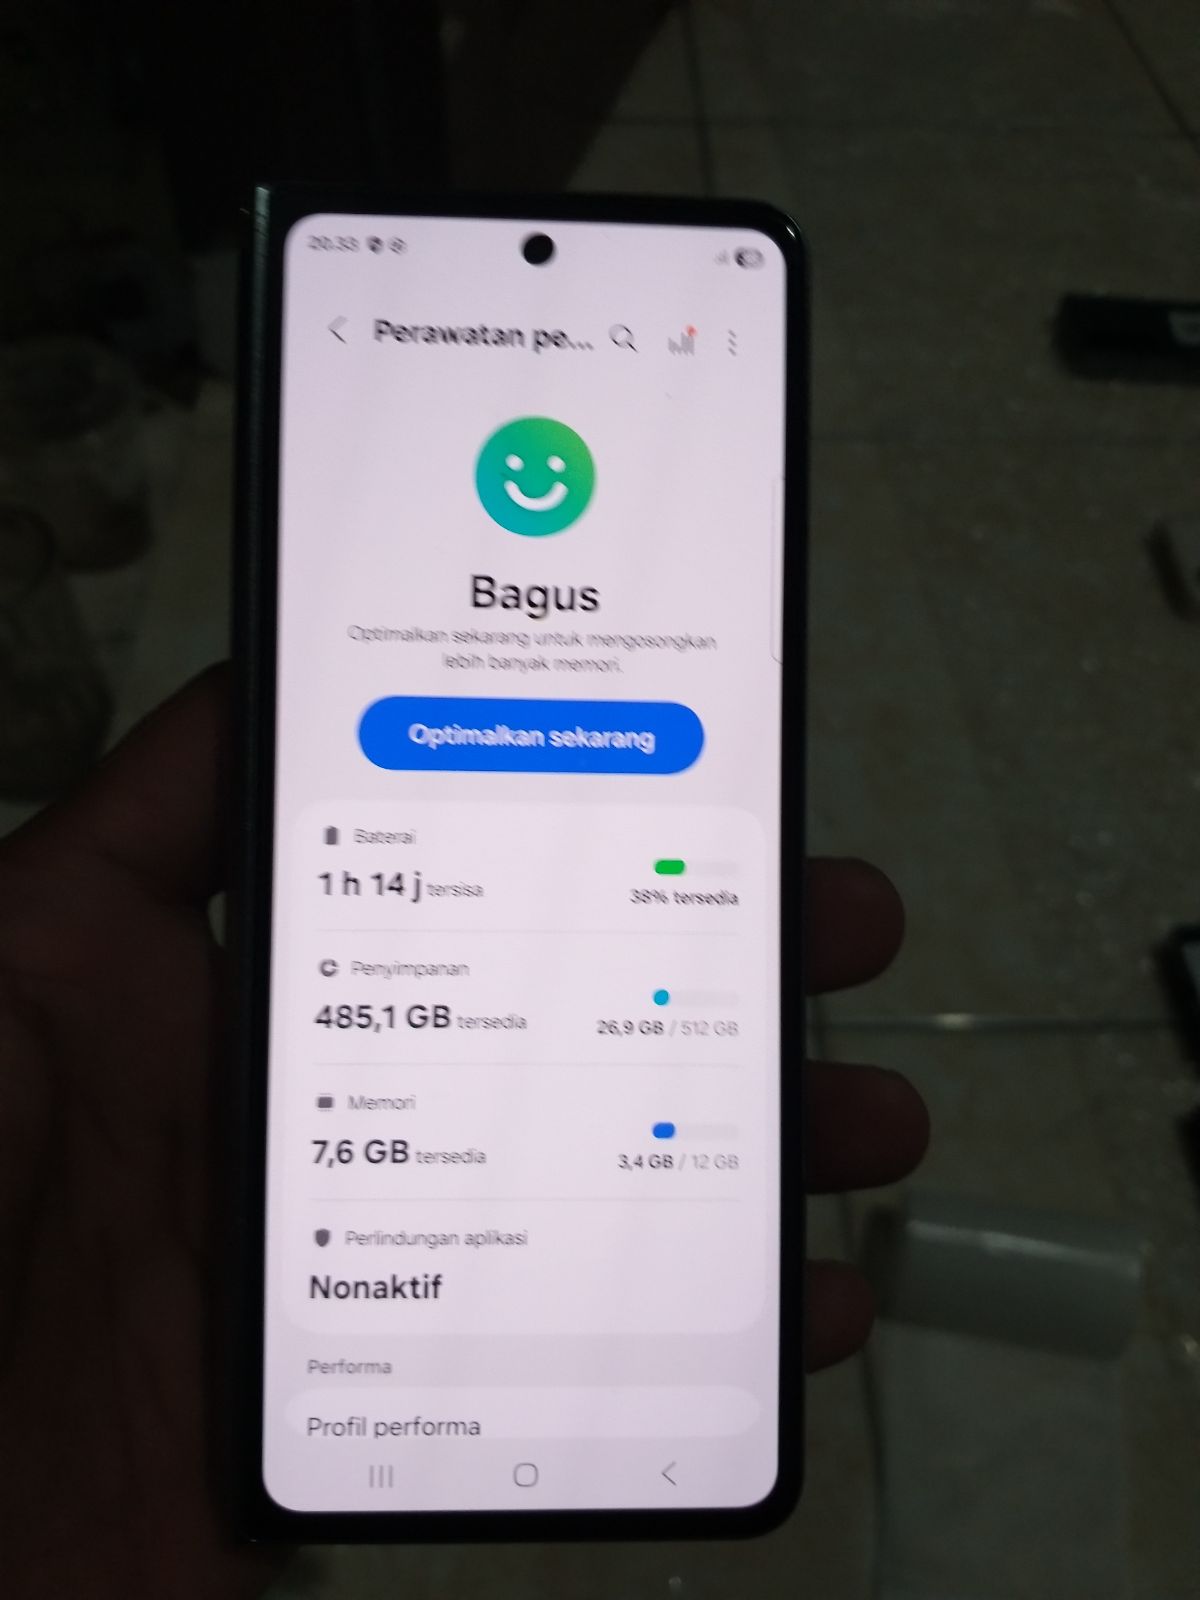 20.33
Perawatan pe...
Bagus
Optimalkan sekarang untuk mengosongkan
lebih banyak memori.
Optimalkan sekarang
Baterai
1 h 14 j tersisa
38% tersedia
Penyimpanan
485,1 GB tersedia
26,9 GB / 512 GB
Memori
7,6 GB tersedia
3,4 GB / 12 GB
Perlindungan aplikasi
Nonaktif
Performa
Profil performa